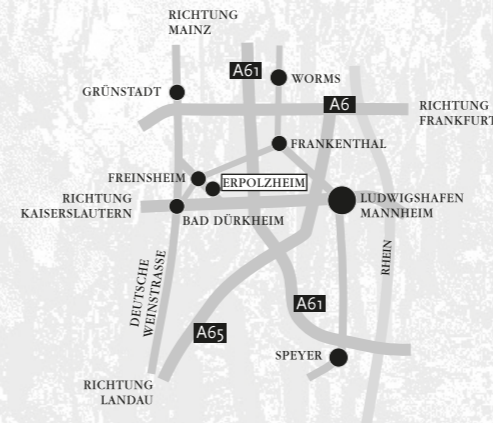 RICHTUNG
MAINZ
A61
WORMS
GRÜNSTADT
A6
RICHTUNG
FRANKFURT
FRANKENTHAL
FREINSHEIM
ERPOLZHEIM
RICHTUNG
KAISERSLAUTERN
LUDWIGSHAFEN
MANNHEIM
BAD DÜRKHEIM
DEUTSCHE
WEINSTRASSE
RHEIN
A61
A65
SPEYER
RICHTUNG
LANDAU